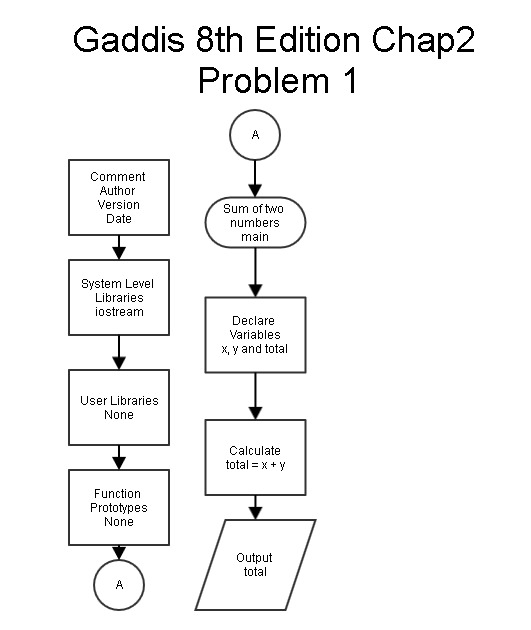 Gaddis 8th Edition Chap2
Problem 1
Comment
Author
Version
Date
System Level
Libraries
iostream
User Libraries
None
Function
Prototypes
None
A
A
Sum of two
numbers
main
Declare
Variables
x, y and total
Calculate
total = x + y
Output
total